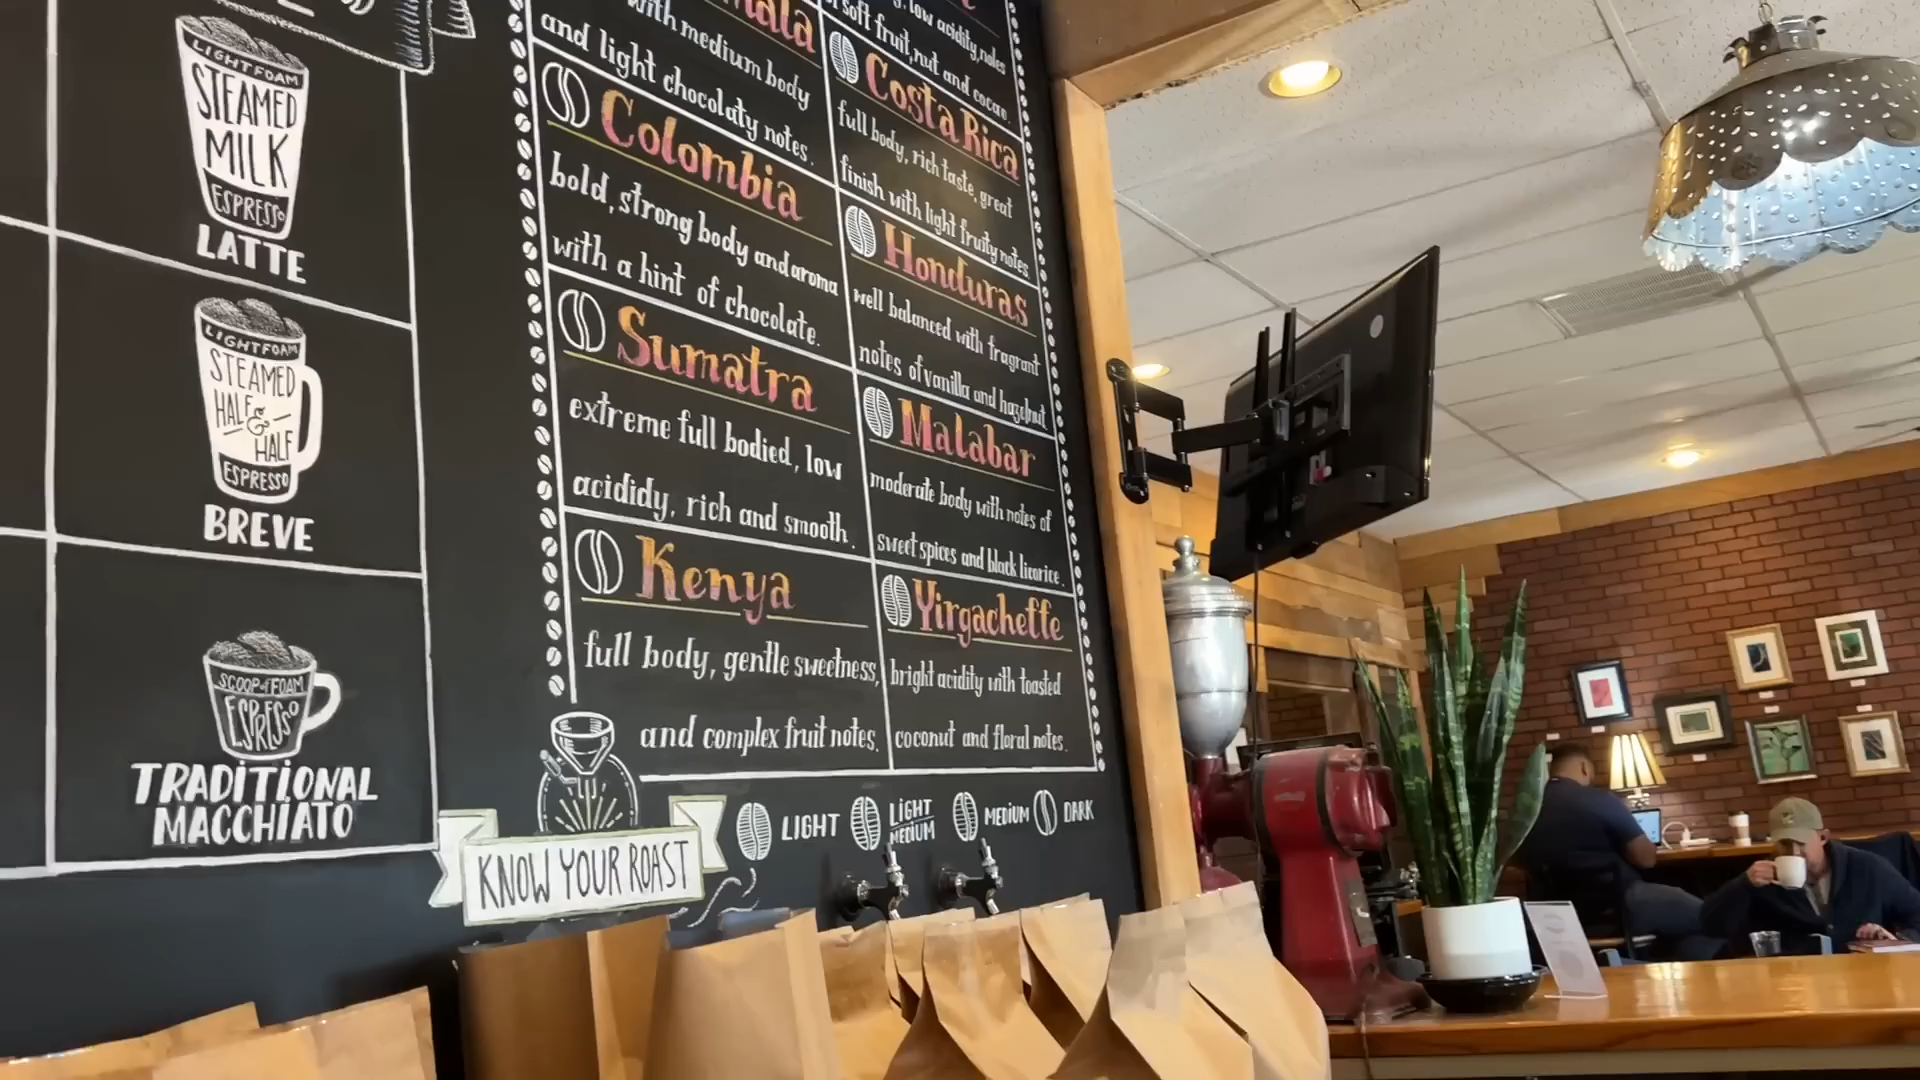 LIGHT FOAM
STEAMED
MILK
ESPRESSO
LATTE
LIGHT FOAM
STEAMED
HALF
&
HALF
ESPRESSO
BREVE
SCOOP of FOAM
ESPRESSO
TRADITIONAL
MACCHIATO
with medium body
and light chocolaty notes.
Colombia
bold, strong body and aroma
with a hint of chocolate.
Sumatra
extreme full bodied, low
acididy, rich and smooth.
Kenya
full body, gentle sweetness,
and complex fruit notes.
low acidity, notes
of soft fruit, nut and cocao.
Costa Rica
full body, rich taste, great
finish with light fruity notes.
Honduras
well balanced with fragrant
notes of vanilla and hazelnut
Malabar
moderate body with notes of
sweet spices and black licorice.
Yirgacheffe
bright acidity with toasted
coconut and floral notes.
KNOW YOUR ROAST
LIGHT
LIGHT
MEDIUM
MEDIUM
DARK